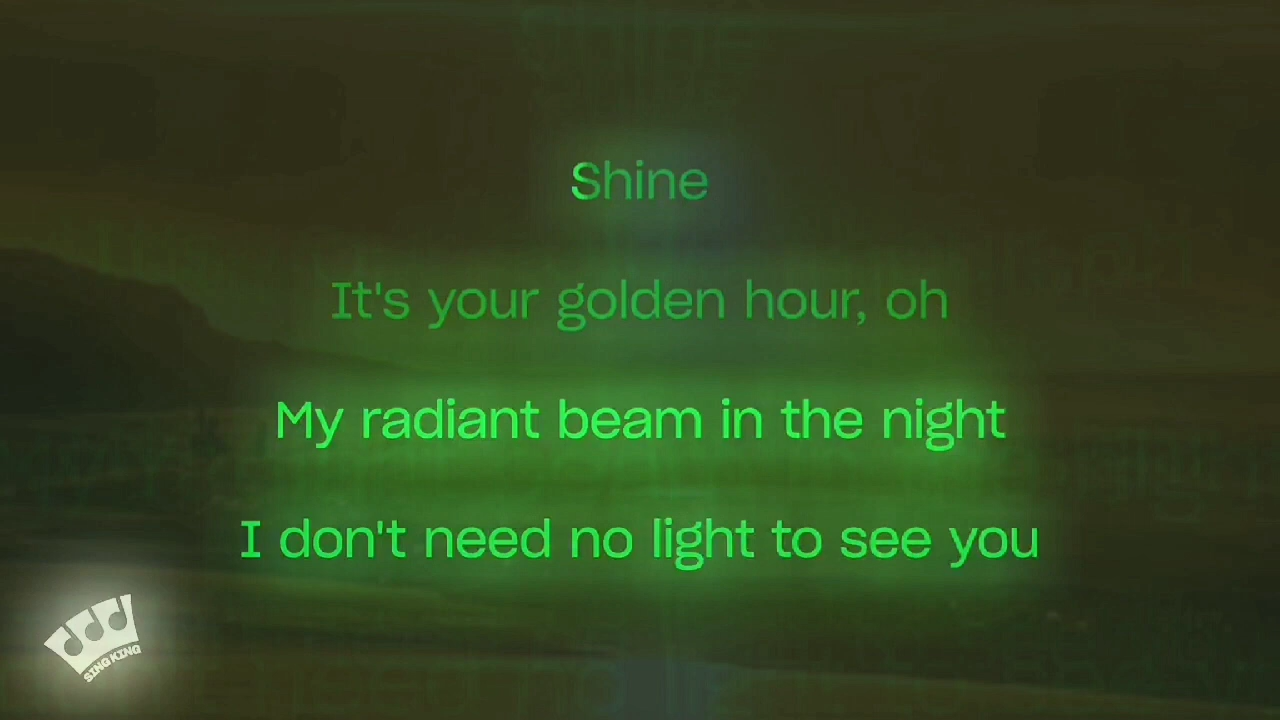 Shine
It's your golden hour, oh
My radiant beam in the night
I don't need no light to see you
SING KING